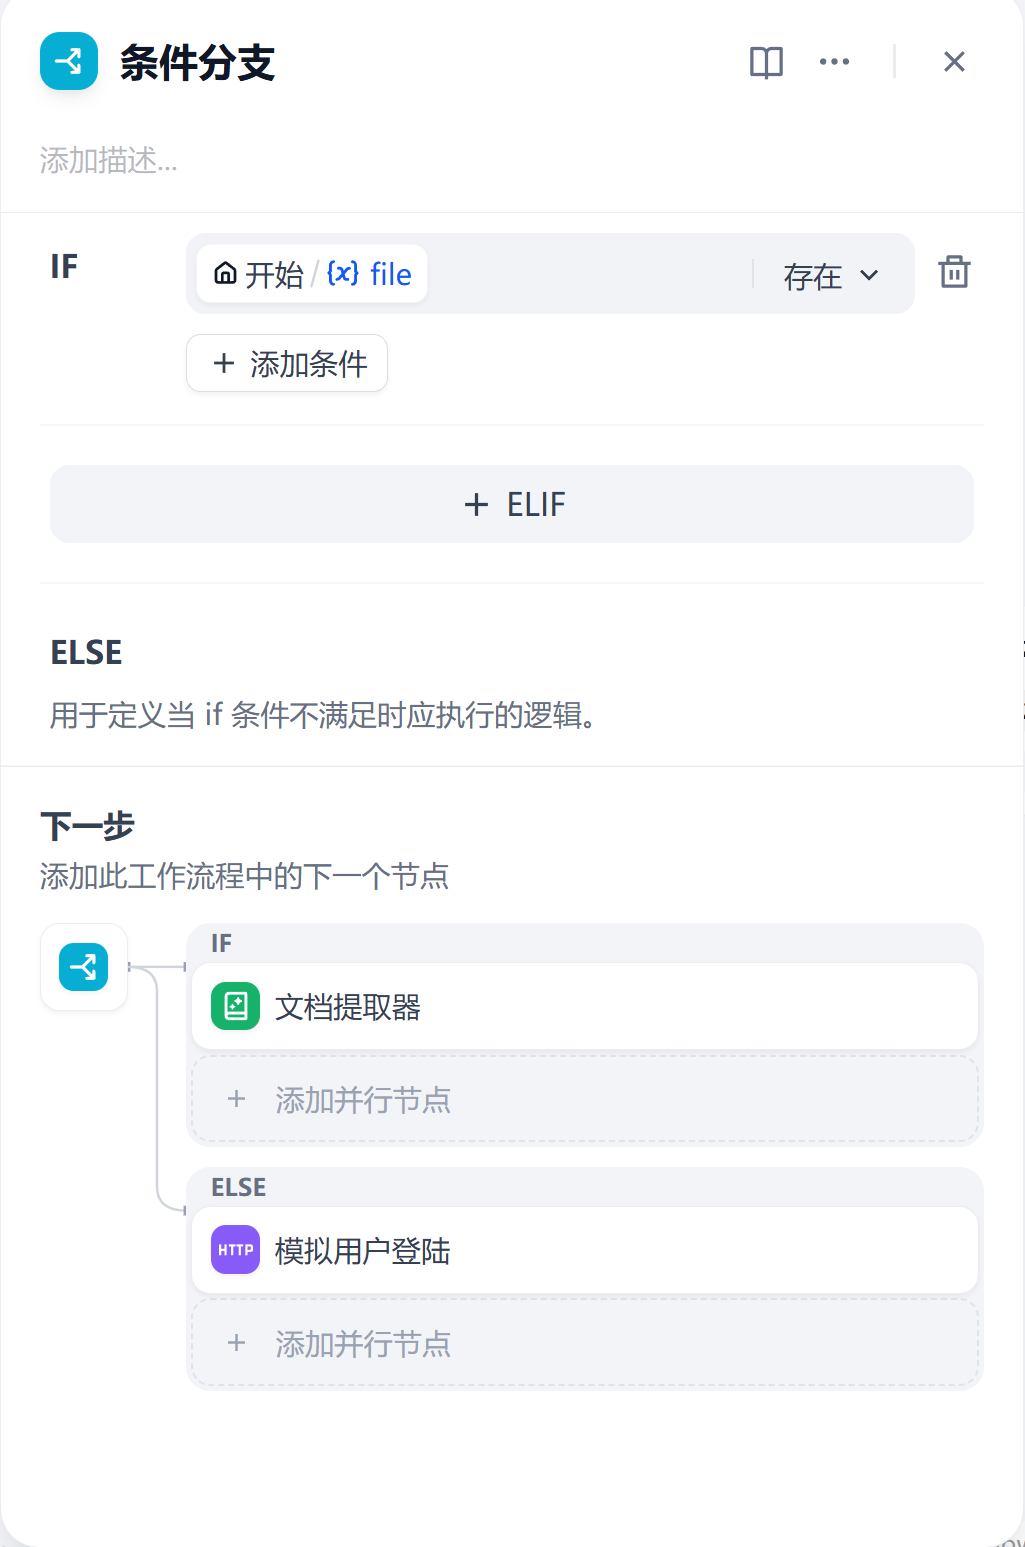 条件分支
添加描述...
IF
开始 / {x} file
存在
+ 添加条件
+ ELIF
ELSE
用于定义当 if 条件不满足时应执行的逻辑。
下一步
添加此工作流程中的下一个节点
IF
文档提取器
+ 添加并行节点
ELSE
HTTP 模拟用户登陆
+ 添加并行节点